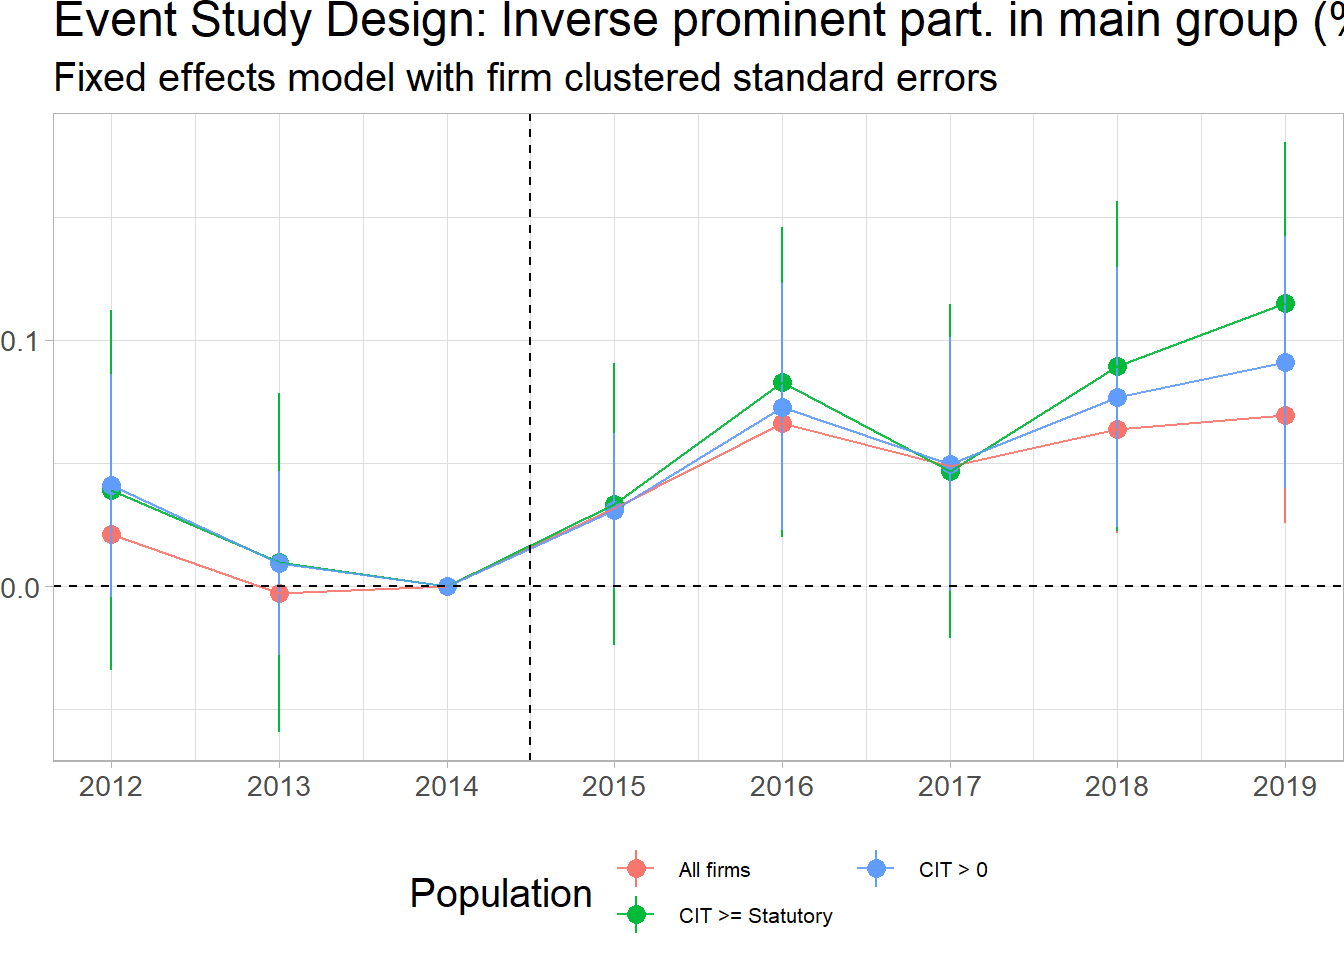 Event Study Design: Inverse prominent part. in main group (%
Fixed effects model with firm clustered standard errors
0.1
0.0
2012 2013 2014 2015 2016 2017 2018 2019
Population
All firms
CIT >= Statutory
CIT > 0